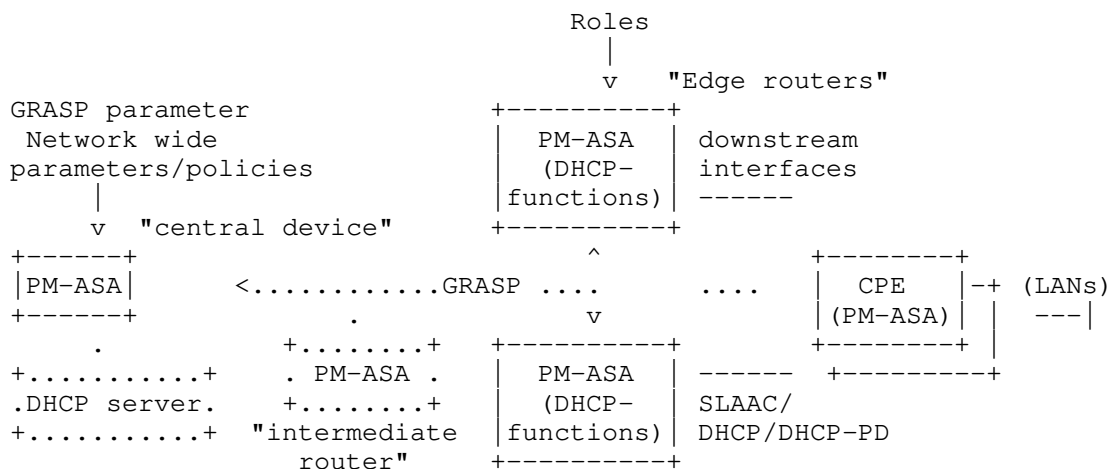 Roles
|
v "Edge routers"
GRASP parameter +----------+
Network wide | PM-ASA | downstream
parameters/policies | (DHCP- | interfaces
| |functions)| ------
v "central device" +----------+
+------+ ^ +--------+
|PM-ASA| <............GRASP .... .... | CPE |-+ (LANs)
+------+ . v |(PM-ASA)| | ---|
. +........+ +----------+ +--------+ |
+...........+ . PM-ASA . | PM-ASA | ------ +---------+
.DHCP server. +........+ | (DHCP- | SLAAC/
+...........+ "intermediate |functions)| DHCP/DHCP-PD
router" +----------+